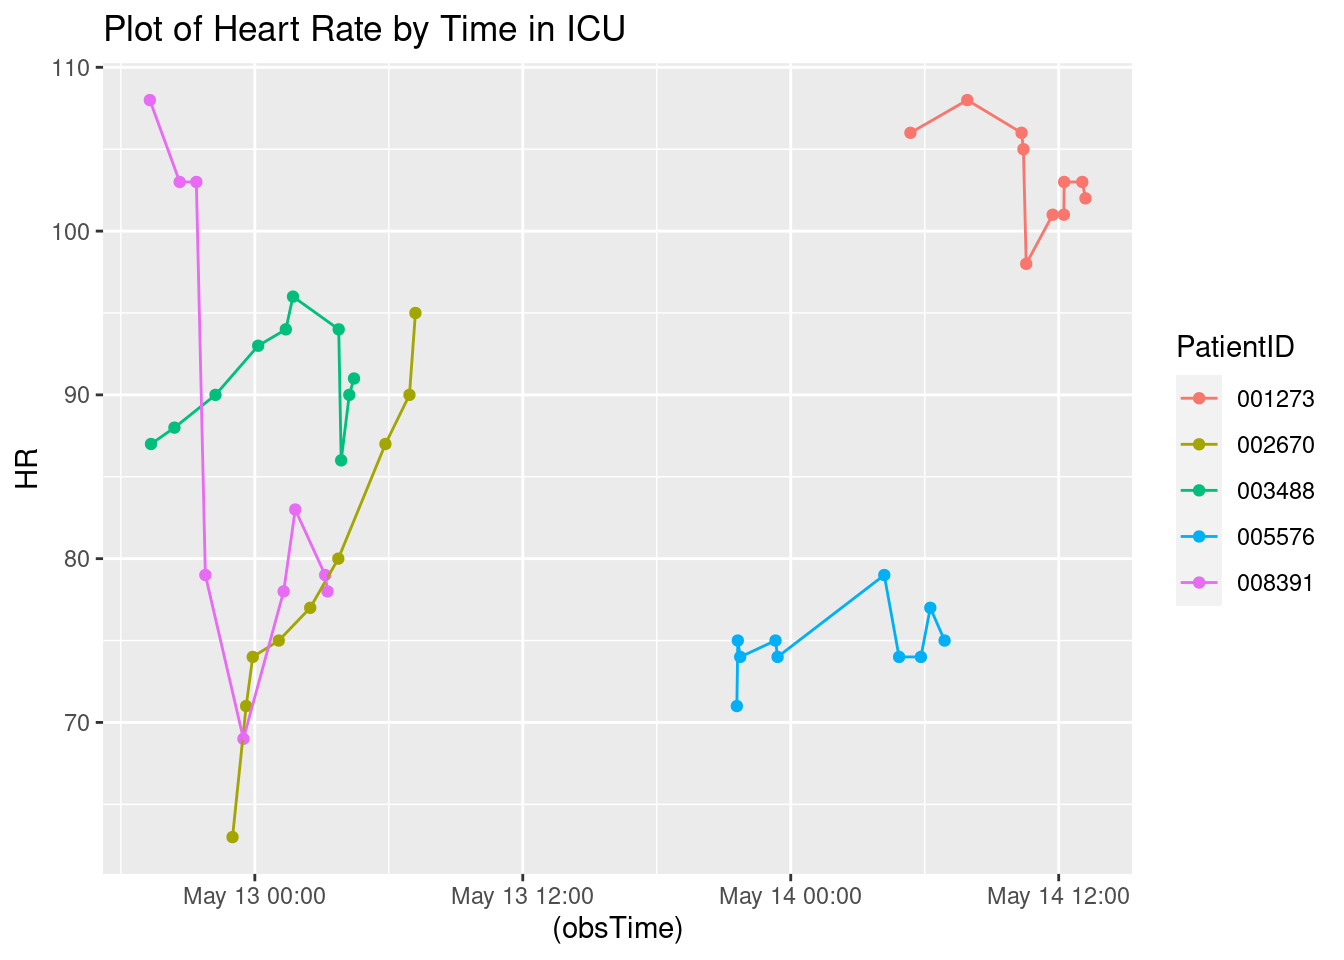 Plot of Heart Rate by Time in ICU
110
100
90
80
70
HR
May 13 00:00
May 13 12:00
May 14 00:00
May 14 12:00
(obsTime)
PatientID
001273
002670
003488
005576
008391